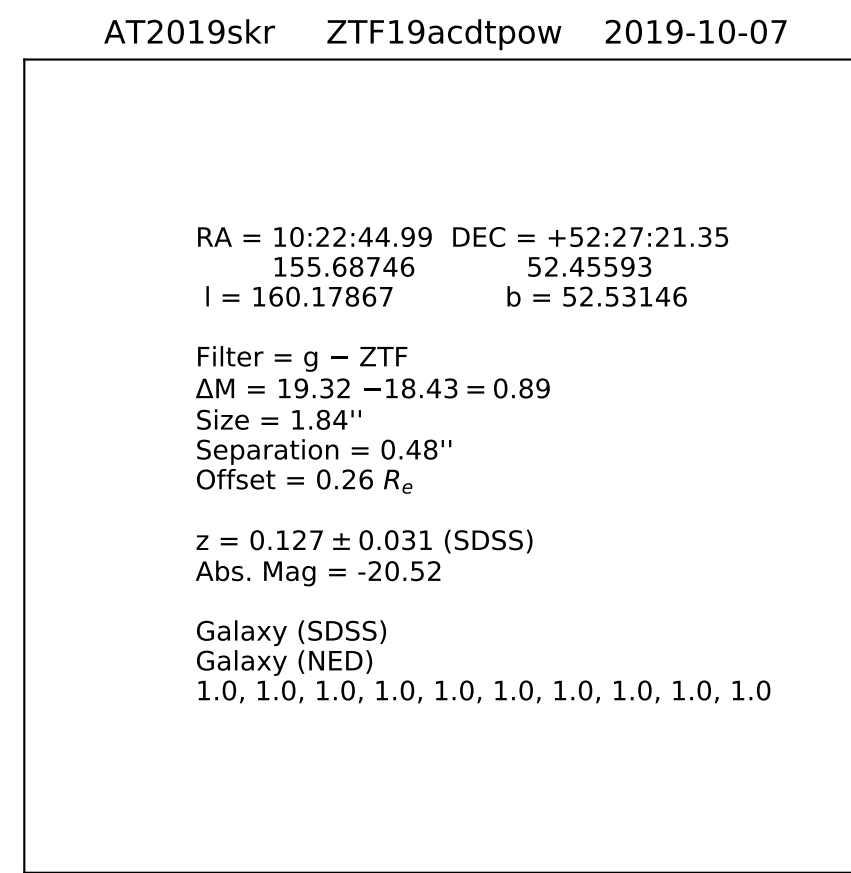 AT2019skr ZTF19acdtpow 2019-10-07
RA = 10:22:44.99 DEC = +52:27:21.35
155.68746 52.45593
l = 160.17867 b = 52.53146
Filter = g − ZTF
ΔM = 19.32 −18.43 = 0.89
Size = 1.84''
Separation = 0.48''
Offset = 0.26 Rₑ
z = 0.127 ± 0.031 (SDSS)
Abs. Mag = -20.52
Galaxy (SDSS)
Galaxy (NED)
1.0, 1.0, 1.0, 1.0, 1.0, 1.0, 1.0, 1.0, 1.0, 1.0